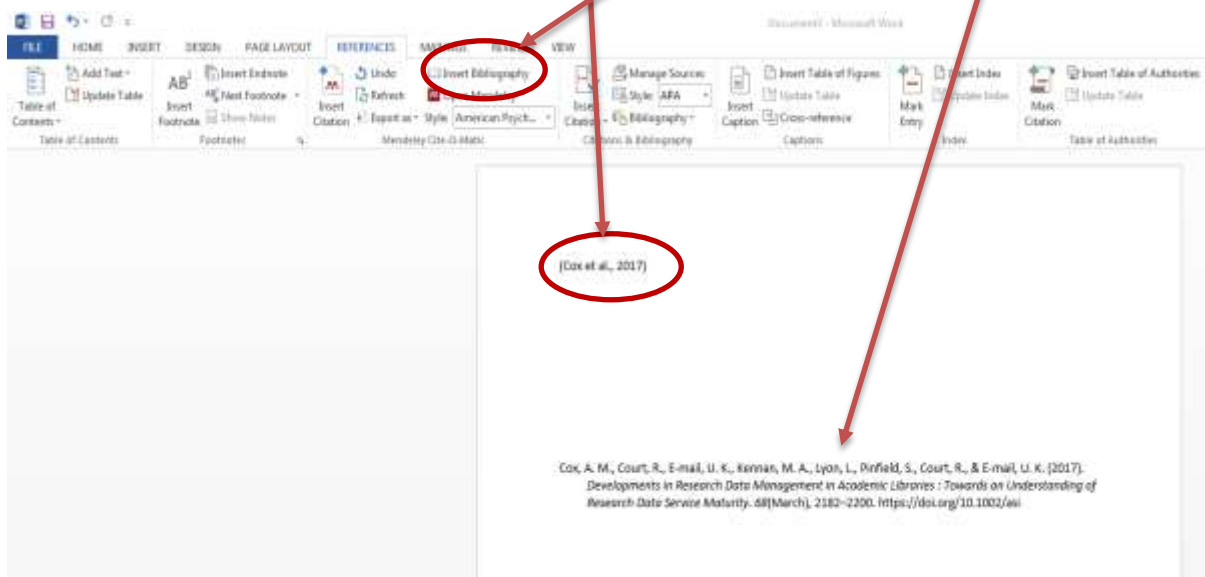 Document1 - Microsoft Word
FILE HOME INSERT DESIGN PAGE LAYOUT REFERENCES VIEW
Add Text
Update Table
Table of Contents
Table of Contents
AB
Insert Footnote
Insert Endnote
Next Footnote
Show Notes
Footnotes
Insert Citation
Undo
Refresh
Export as
Insert Bibliography
Style American Psych...
Mendeley Cite-O-Matic
Manage Sources
Style: APA
Bibliography
Citations & Bibliography
Insert Caption
Insert Table of Figures
Update Table
Cross-reference
Captions
Mark Entry
Insert Index
Update Index
Index
Mark Citation
Insert Table of Authorities
Update Table
Table of Authorities
(Cox et al., 2017)
Cox, A. M., Court, R., E-mail, U. K., Kennan, M. A., Lyon, L., Pinfield, S., Court, R., & E-mail, U. K. (2017).
Developments in Research Data Management in Academic Libraries : Towards an Understanding of
Research Data Service Maturity. 68(March), 2182–2200. https://doi.org/10.1002/asi